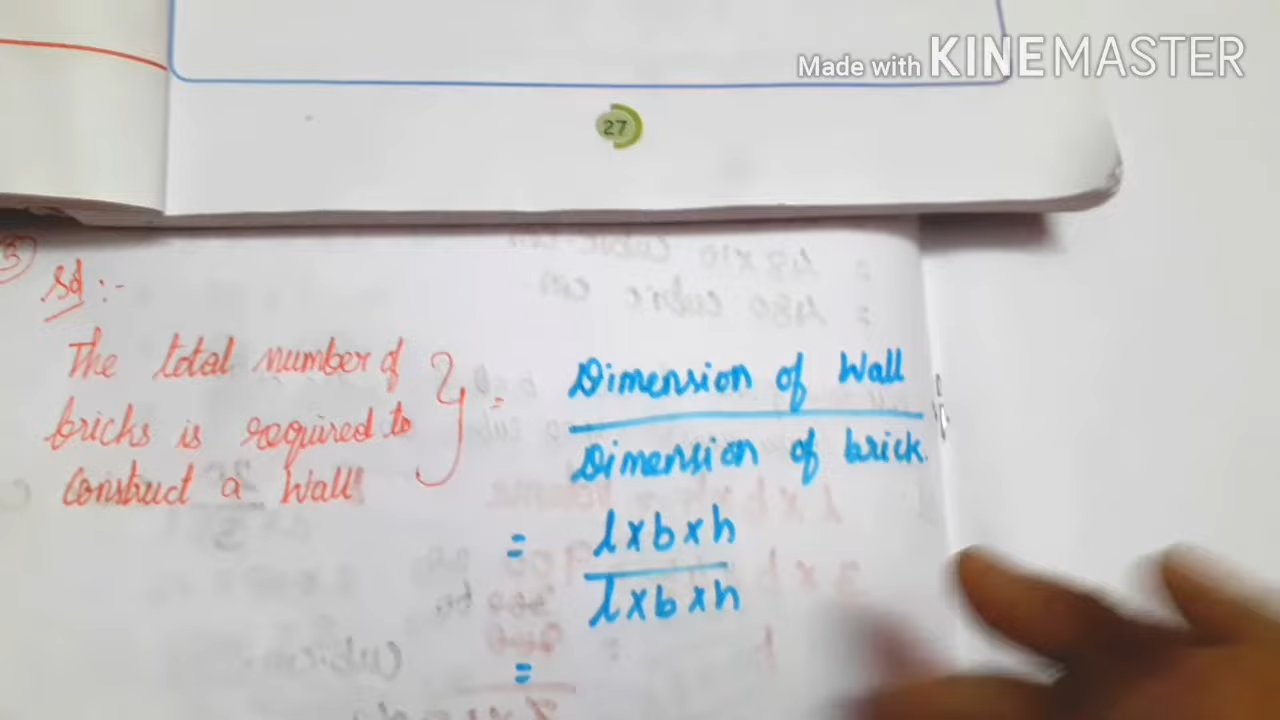 Made with KINEMASTER
27
3
Sol :-
The total number of
bricks is required to
construct a Wall
= Dimension of Wall
Dimension of brick.
= l x b x h
l x b x h
=